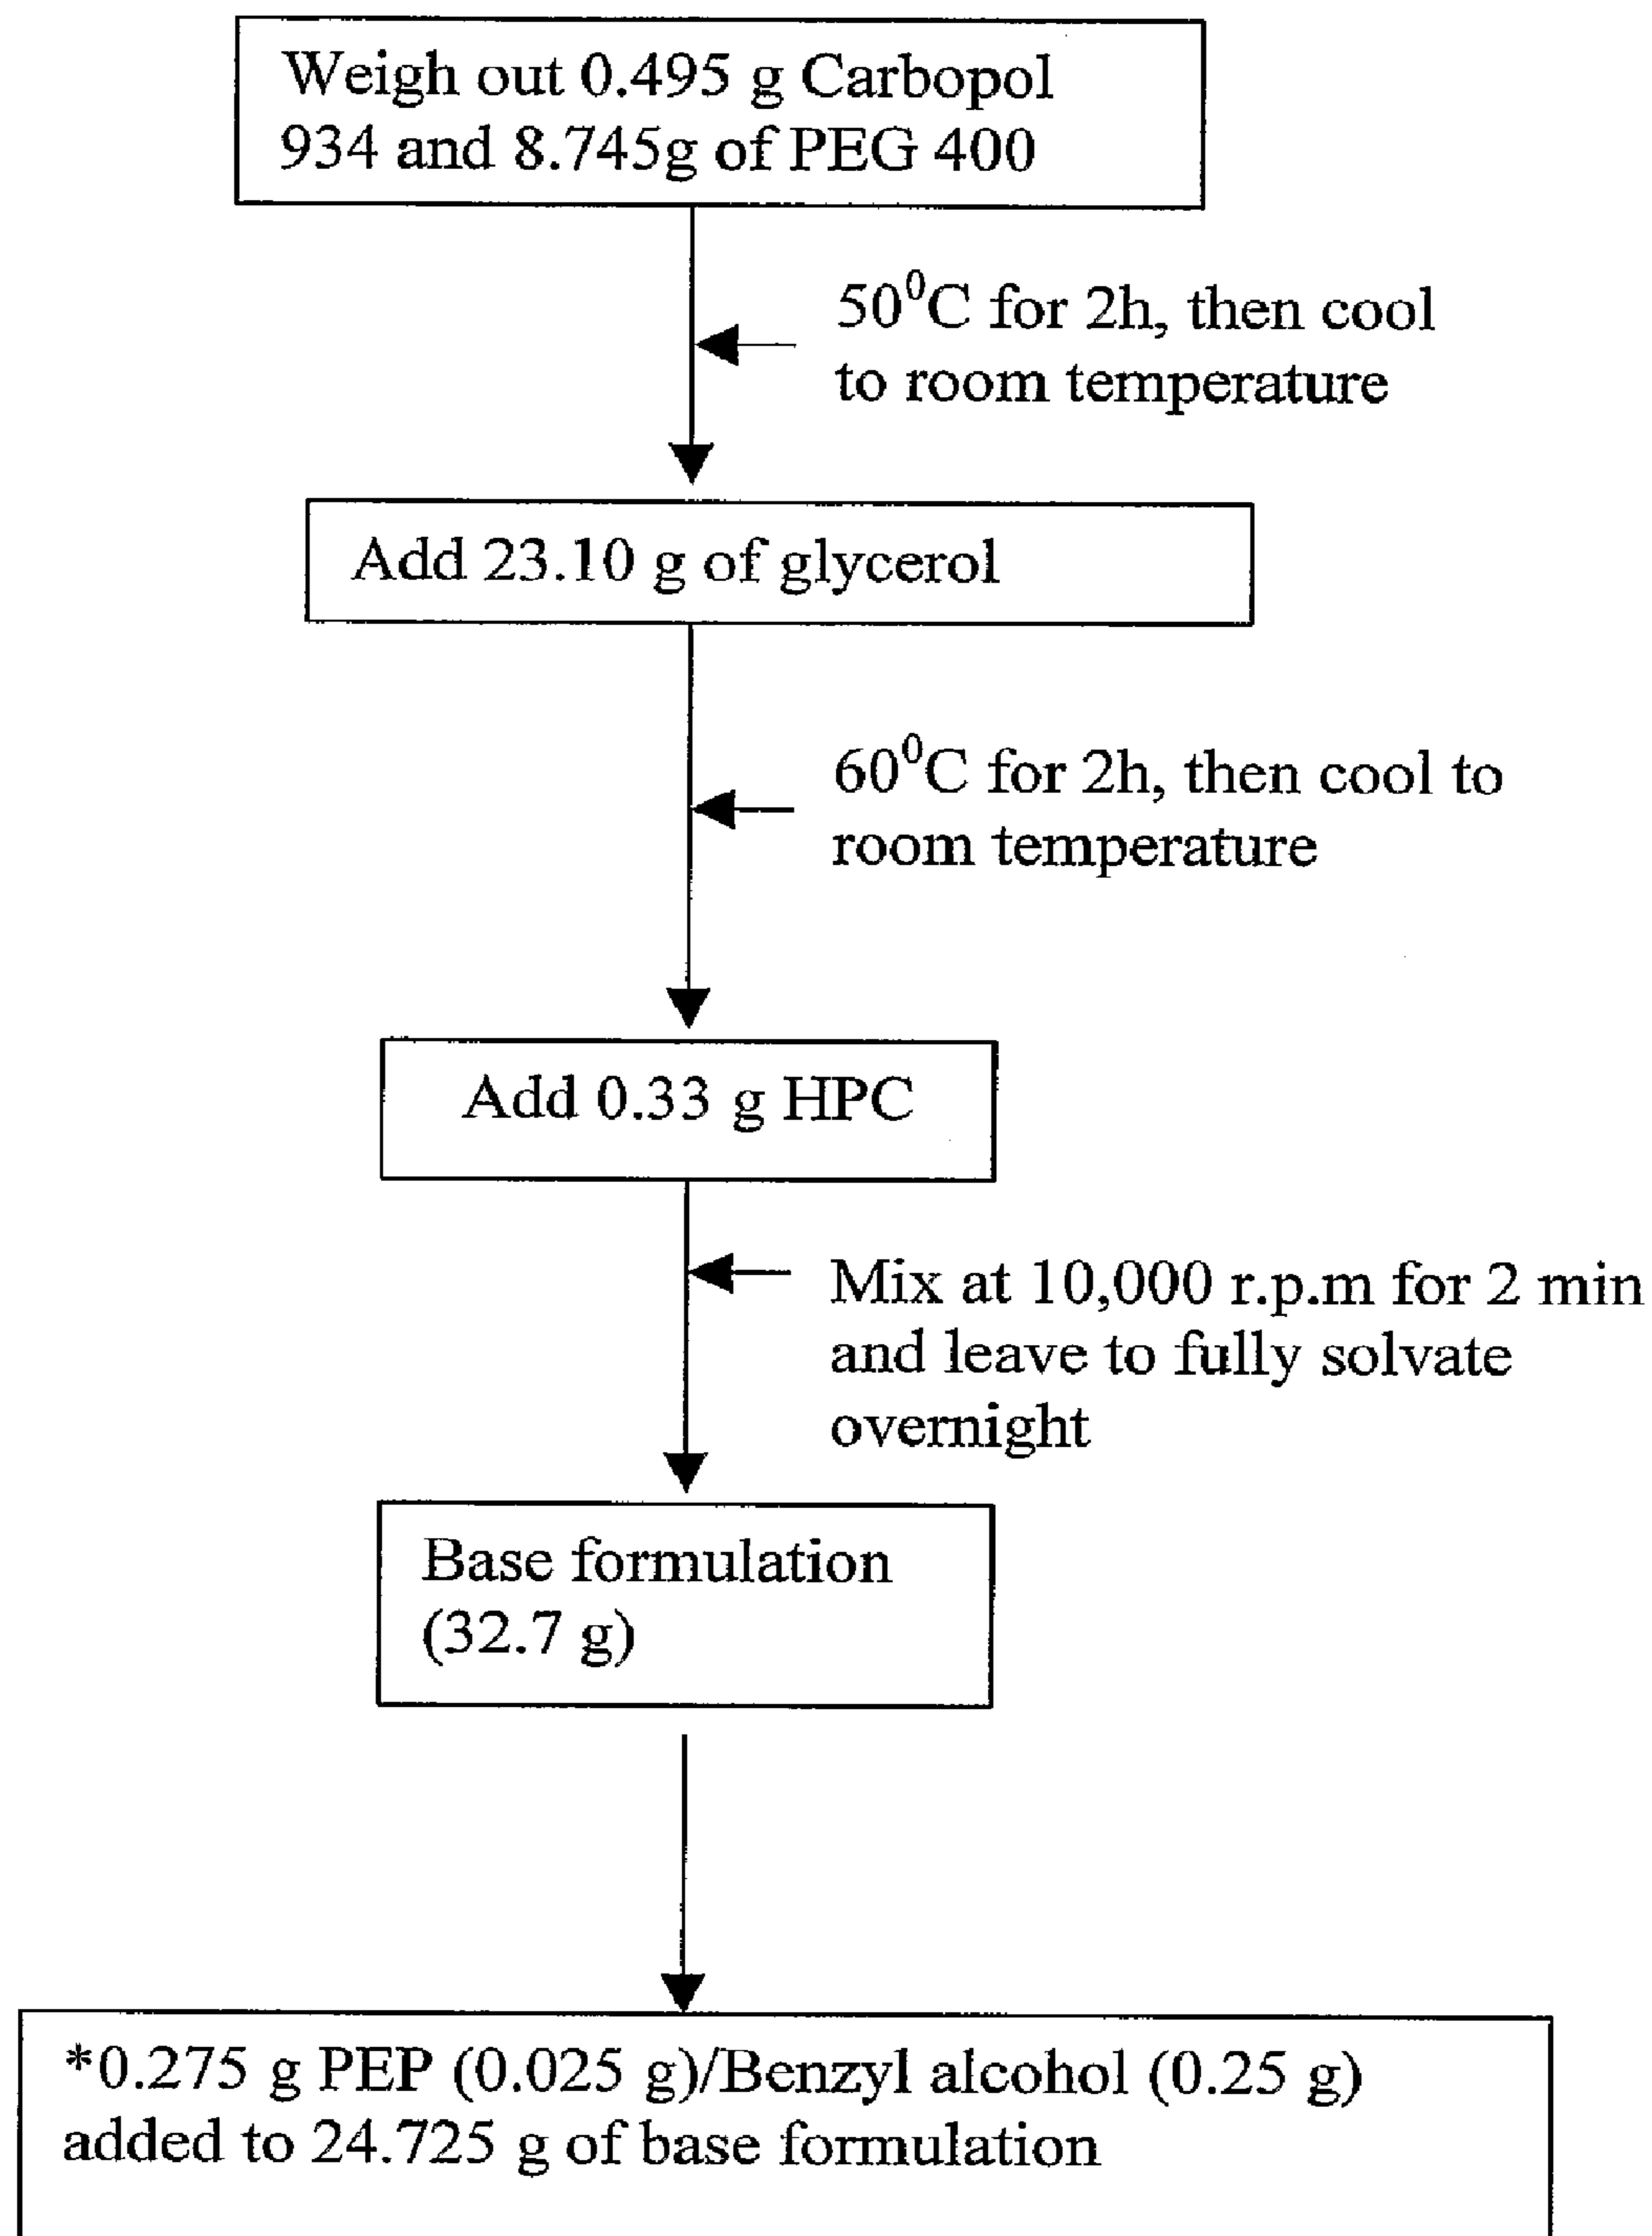 Weigh out 0.495 g Carbopol
934 and 8.745g of PEG 400
50⁰C for 2h, then cool
to room temperature
Add 23.10 g of glycerol
60⁰C for 2h, then cool to
room temperature
Add 0.33 g HPC
Mix at 10,000 r.p.m for 2 min
and leave to fully solvate
overnight
Base formulation
(32.7 g)
*0.275 g PEP (0.025 g)/Benzyl alcohol (0.25 g)
added to 24.725 g of base formulation